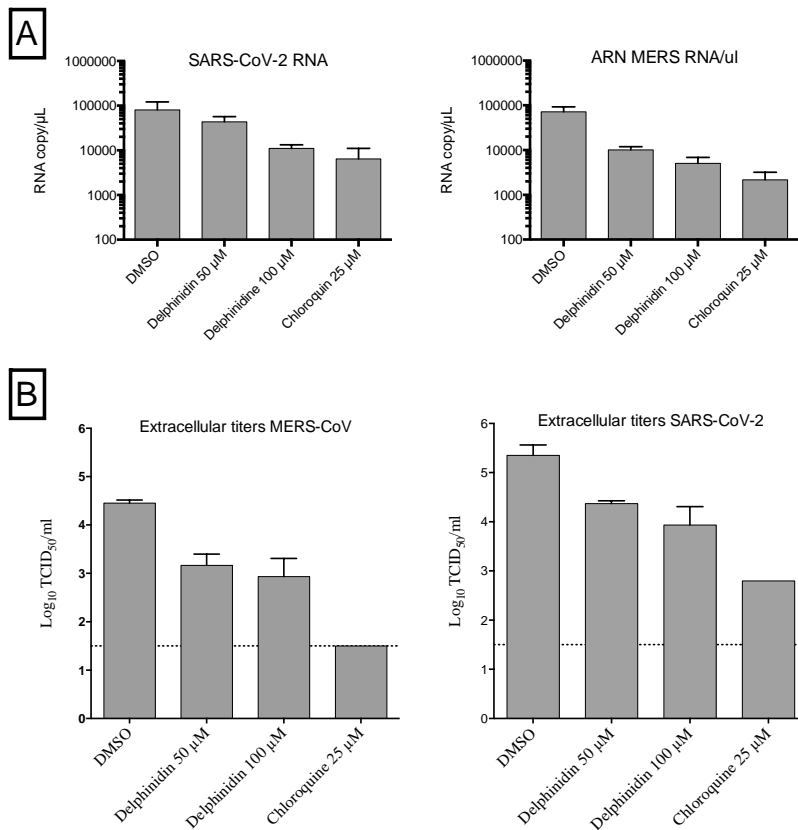 A
SARS-CoV-2 RNA
RNA copy/µL
1000000
100000
10000
1000
100
DMSO
Delphinidin 50 µM
Delphinidine 100 µM
Chloroquin 25 µM
ARN MERS RNA/ul
RNA copy/µL
1000000
100000
10000
1000
100
DMSO
Delphinidin 50 µM
Delphinidin 100 µM
Chloroquin 25 µM
B
Extracellular titers MERS-CoV
Log10 TCID50/ml
6
5
4
3
2
1
0
DMSO
Delphinidin 50 µM
Delphinidin 100 µM
Chloroquine 25 µM
Extracellular titers SARS-CoV-2
Log10 TCID50/ml
6
5
4
3
2
1
0
DMSO
Delphinidin 50 µM
Delphinidin 100 µM
Chloroquine 25 µM